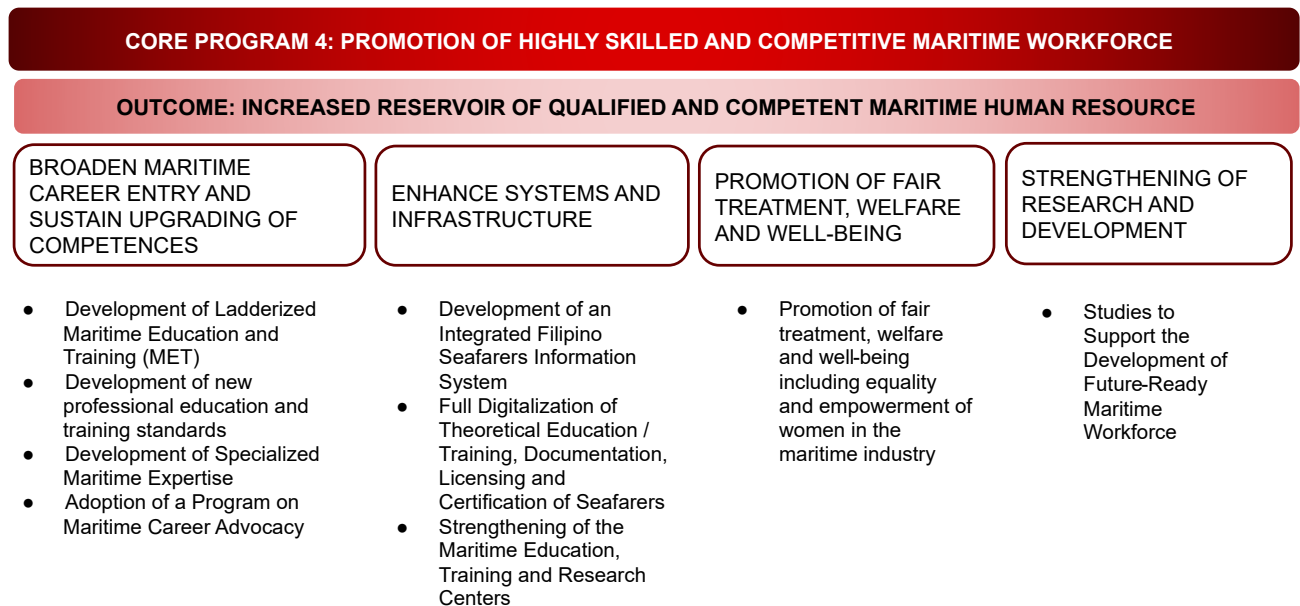 CORE PROGRAM 4: PROMOTION OF HIGHLY SKILLED AND COMPETITIVE MARITIME WORKFORCE
OUTCOME: INCREASED RESERVOIR OF QUALIFIED AND COMPETENT MARITIME HUMAN RESOURCE
BROADEN MARITIME
CAREER ENTRY AND
SUSTAIN UPGRADING OF
COMPETENCES
● Development of Ladderized
Maritime Education and
Training (MET)
● Development of new
professional education and
training standards
● Development of Specialized
Maritime Expertise
● Adoption of a Program on
Maritime Career Advocacy
ENHANCE SYSTEMS AND
INFRASTRUCTURE
● Development of an
Integrated Filipino
Seafarers Information
System
● Full Digitalization of
Theoretical Education /
Training, Documentation,
Licensing and
Certification of Seafarers
● Strengthening of the
Maritime Education,
Training and Research
Centers
PROMOTION OF FAIR
TREATMENT, WELFARE
AND WELL-BEING
● Promotion of fair
treatment, welfare
and well-being
including equality
and empowerment of
women in the
maritime industry
STRENGTHENING OF
RESEARCH AND
DEVELOPMENT
● Studies to
Support the
Development of
Future-Ready
Maritime
Workforce